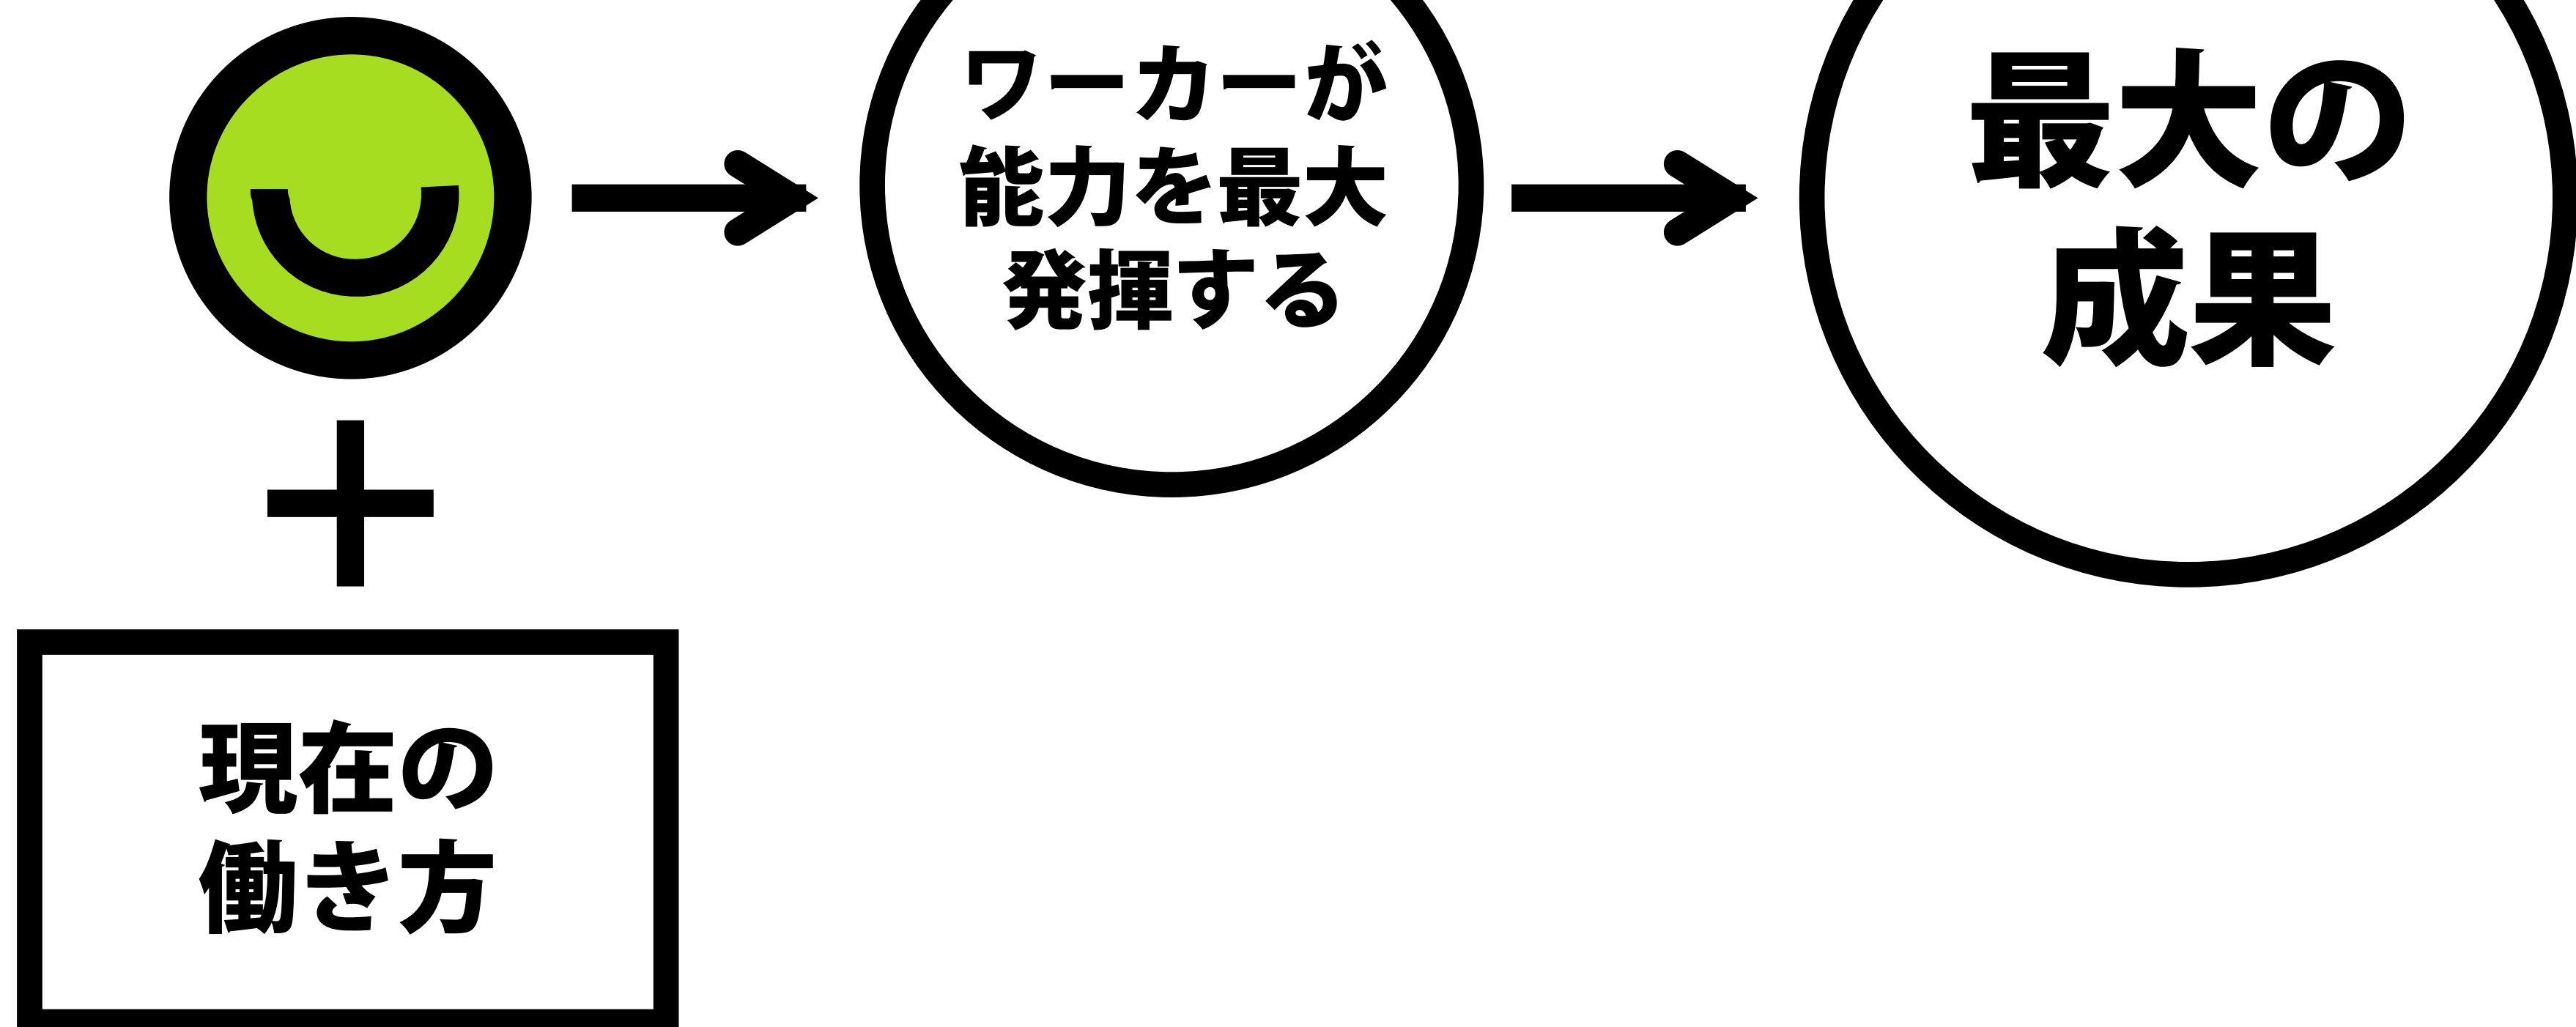 ワーカーが
能力を最大
発揮する
最大の
成果
現在の
働き方